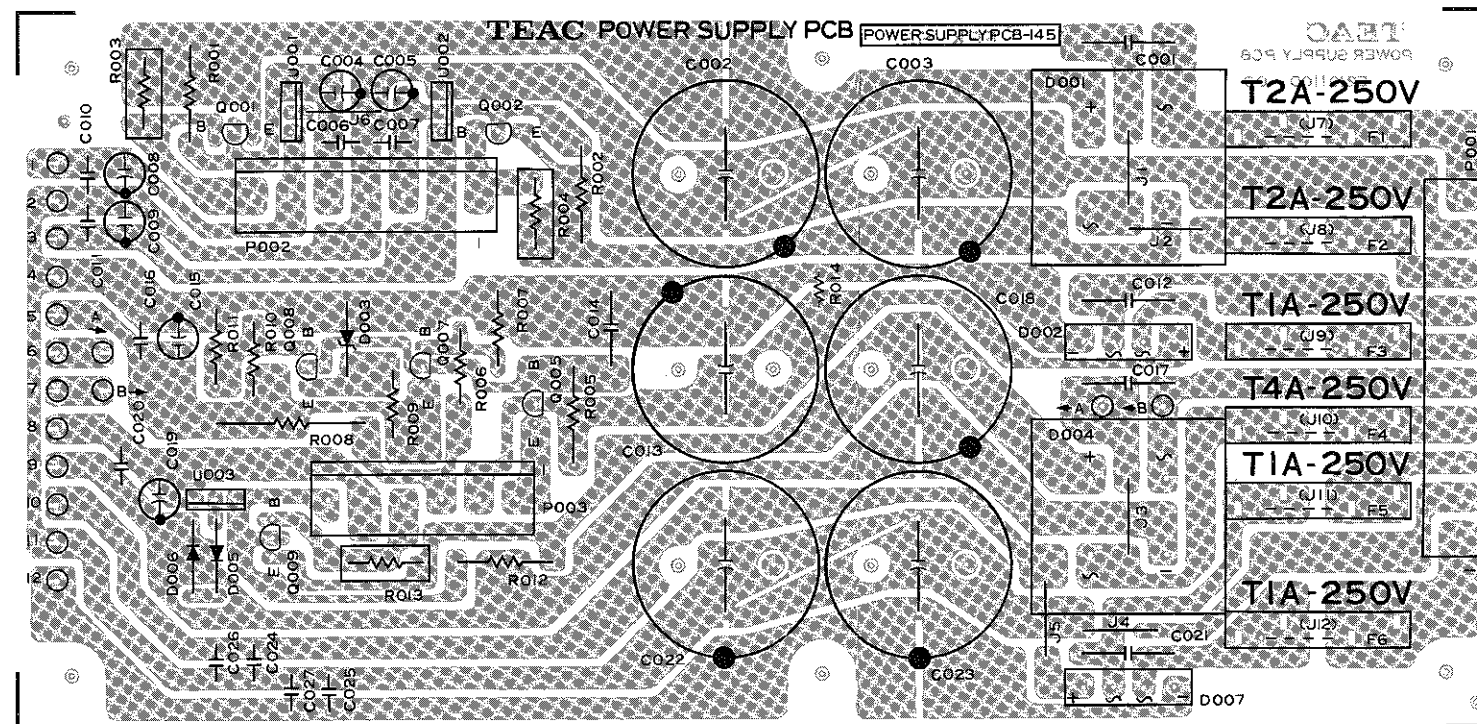 TEAC POWER SUPPLY PCB
POWER SUPPLY PCB-145
TEAC
POWER SUPPLY PCB
R003
R001
U001
C004
C005
U002
C002
C003
C001
D001
T2A-250V
(J7)
F1
P001
C010
Q001
B
E
C006
J6
C007
B
Q002
E
R002
J1
1
C008
2
C009
3
C011
P002
R004
T2A-250V
(J8)
F2
J2
4
C016
C015
R007
C014
R014
C018
C012
T1A-250V
5
A
R011
R010
Q008
B
D003
B
Q007
D002
(J9)
F3
6
R006
B
Q005
C017
7
B
E
R009
E
R005
A
B
T4A-250V
8
C020
R008
E
C013
D004
(J10)
F4
9
C019
U003
T1A-250V
10
B
P003
J3
(J11)
F5
11
D006
D005
E
Q009
R013
R012
12
T1A-250V
J5
J4
C021
(J12)
F6
C026
C024
C022
C023
C027
C025
D007